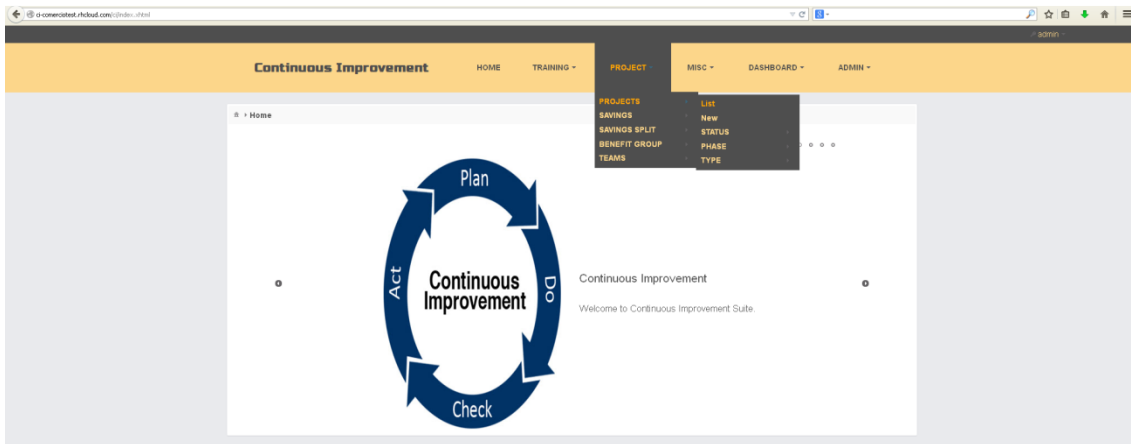 ci-comerciotest.rhcloud.com/cj/index.xhtml
admin
Continuous Improvement HOME TRAINING PROJECT MISC DASHBOARD ADMIN
Home
PROJECTS
SAVINGS
SAVINGS SPLIT
BENEFIT GROUP
TEAMS
List
New
STATUS
PHASE
TYPE
Plan
Do
Check
Act
Continuous
Improvement
Continuous Improvement
Welcome to Continuous Improvement Suite.